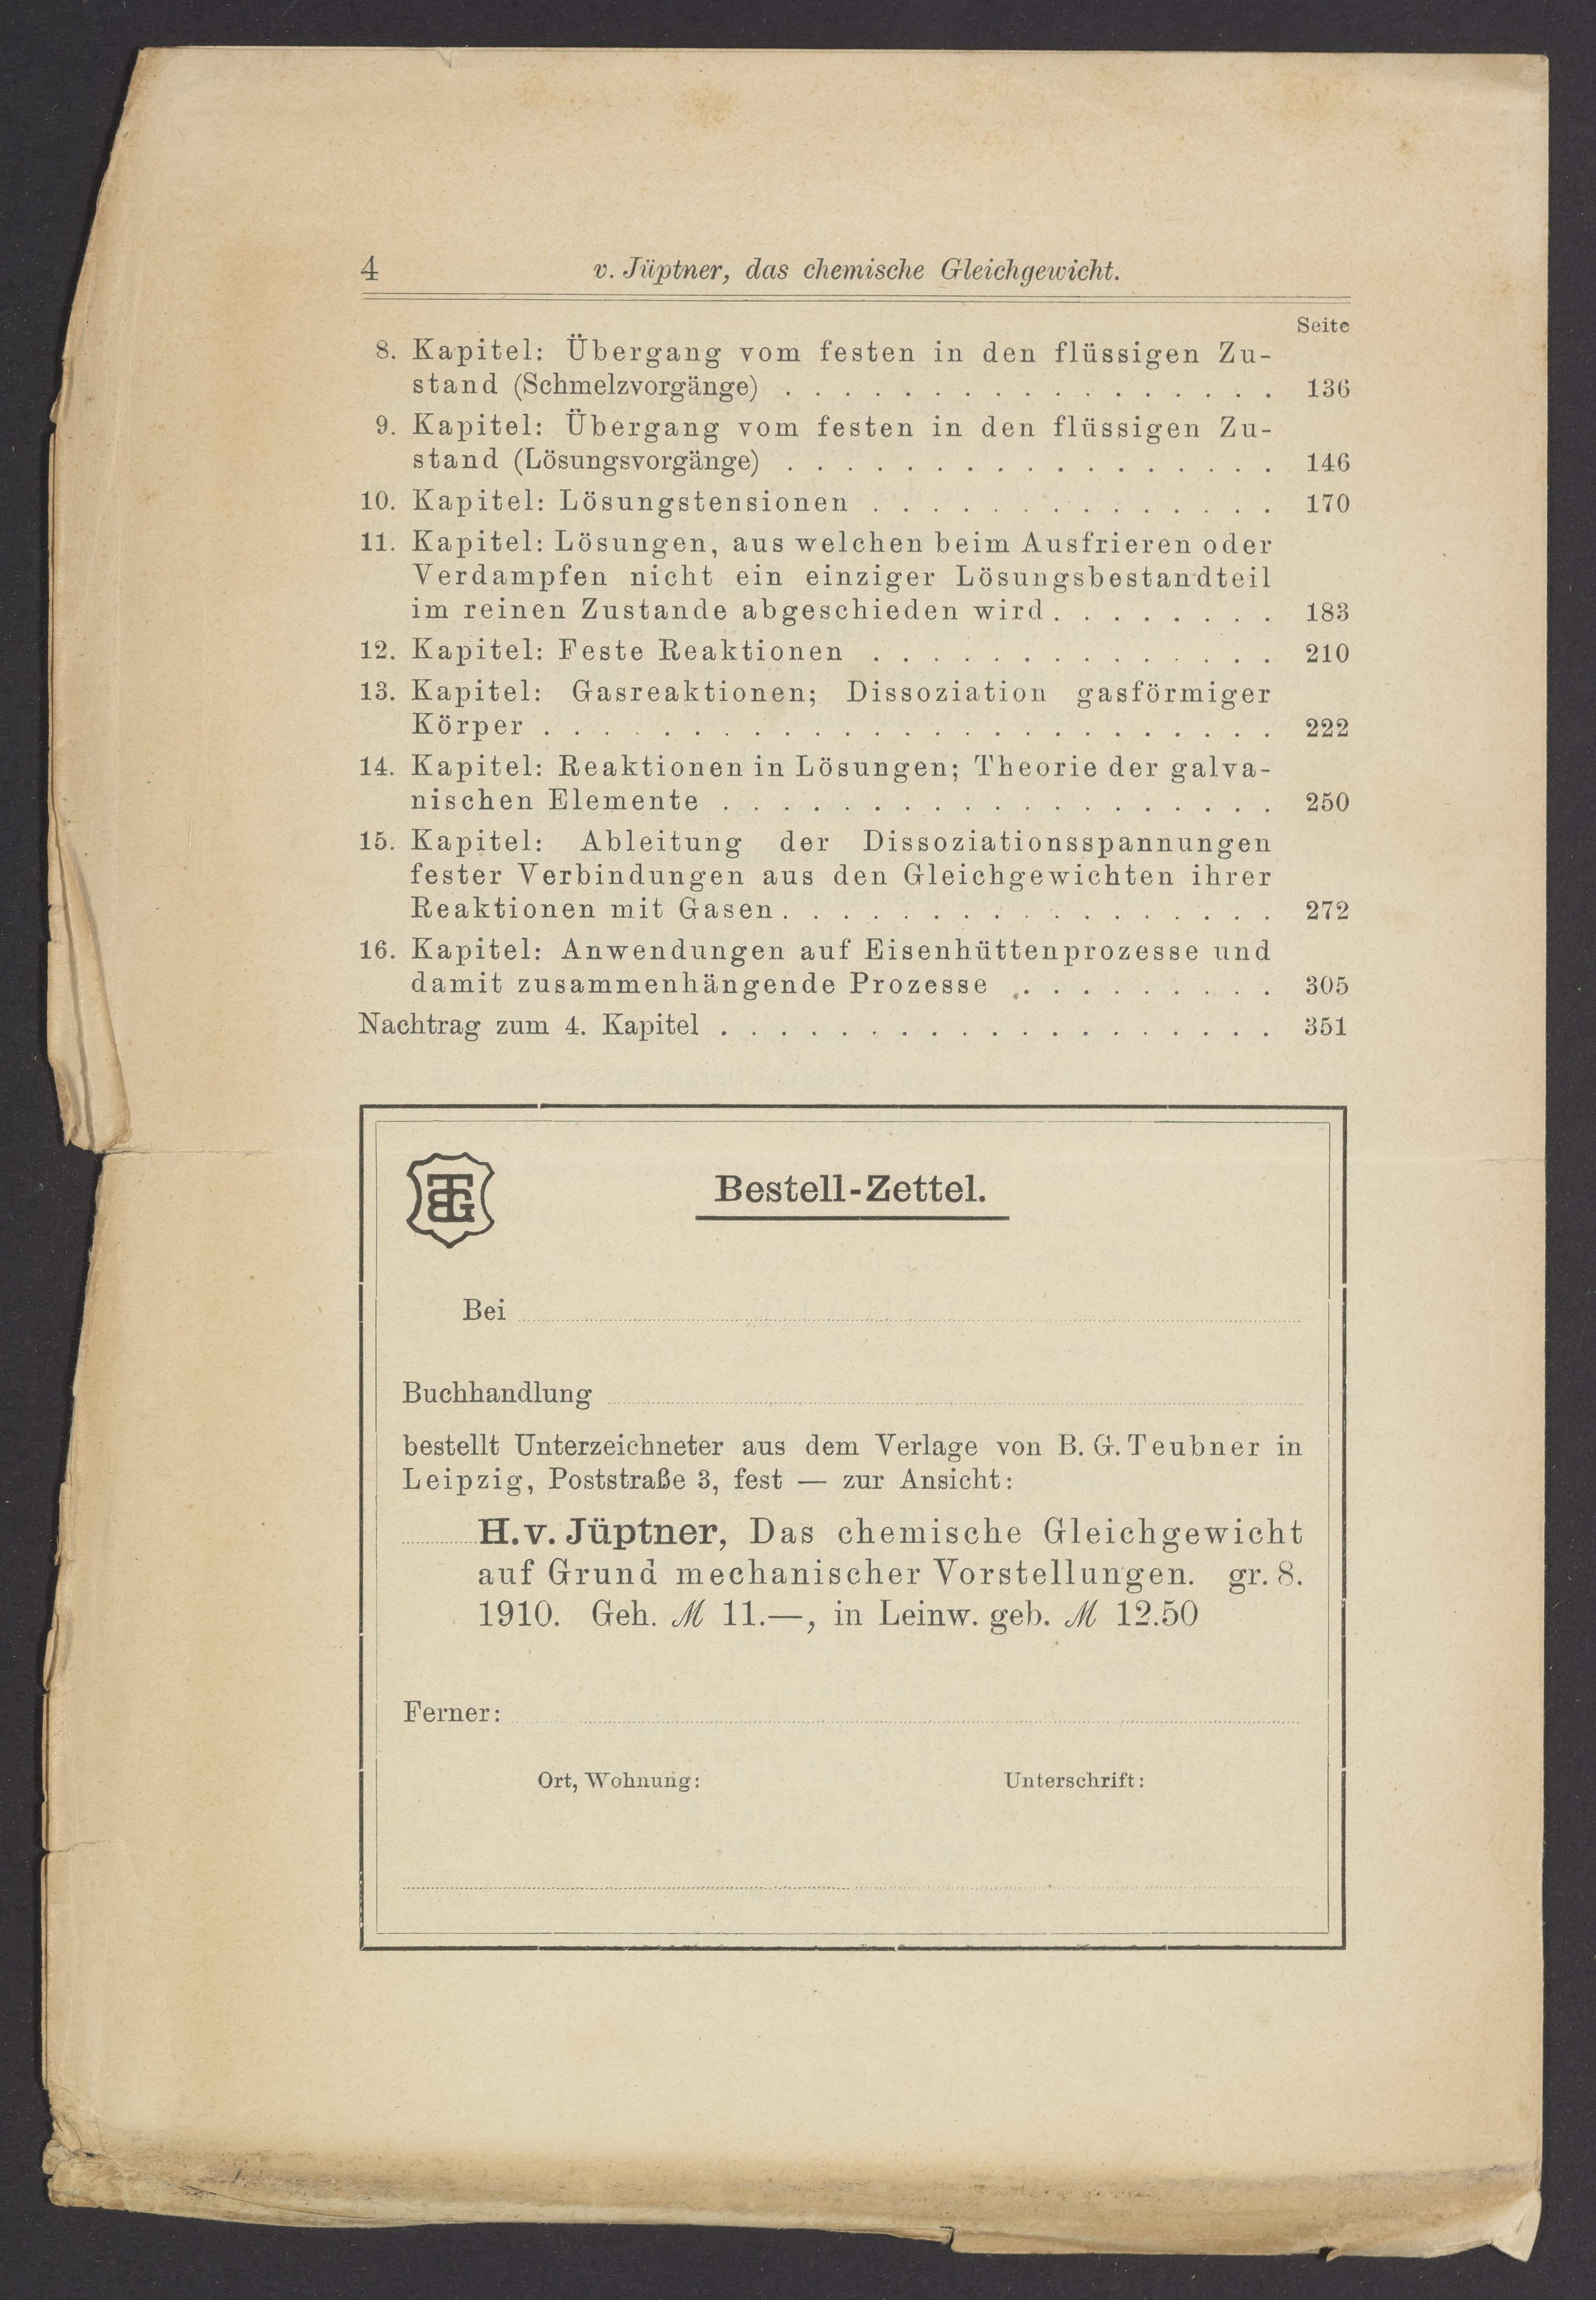 4 v. Jüptner, das chemische Gleichgewicht.
Seite
8. Kapitel: Übergang vom festen in den flüssigen Zu-
stand (Schmelzvorgänge) . . . . . . . . . . . . . . . . . 136
9. Kapitel: Übergang vom festen in den flüssigen Zu-
stand (Lösungsvorgänge) . . . . . . . . . . . . . . . . . 146
10. Kapitel: Lösungstensionen . . . . . . . . . . . . . . 170
11. Kapitel: Lösungen, aus welchen beim Ausfrieren oder
Verdampfen nicht ein einziger Lösungsbestandteil
im reinen Zustande abgeschieden wird . . . . . . . . 183
12. Kapitel: Feste Reaktionen . . . . . . . . . . . . . . 210
13. Kapitel: Gasreaktionen; Dissoziation gasförmiger
Körper . . . . . . . . . . . . . . . . . . . . . . . . . 222
14. Kapitel: Reaktionen in Lösungen; Theorie der galva-
nischen Elemente . . . . . . . . . . . . . . . . . . . 250
15. Kapitel: Ableitung der Dissoziationsspannungen
fester Verbindungen aus den Gleichgewichten ihrer
Reaktionen mit Gasen . . . . . . . . . . . . . . . . . 272
16. Kapitel: Anwendungen auf Eisenhüttenprozesse und
damit zusammenhängende Prozesse . . . . . . . . . 305
Nachtrag zum 4. Kapitel . . . . . . . . . . . . . . . . . . . 351
BGT
Bestell-Zettel.
Bei
Buchhandlung
bestellt Unterzeichneter aus dem Verlage von B. G. Teubner in
Leipzig, Poststraße 3, fest — zur Ansicht:
H. v. Jüptner, Das chemische Gleichgewicht
auf Grund mechanischer Vorstellungen. gr. 8.
1910. Geh. ℳ 11.—, in Leinw. geb. ℳ 12.50
Ferner:
Ort, Wohnung: Unterschrift: